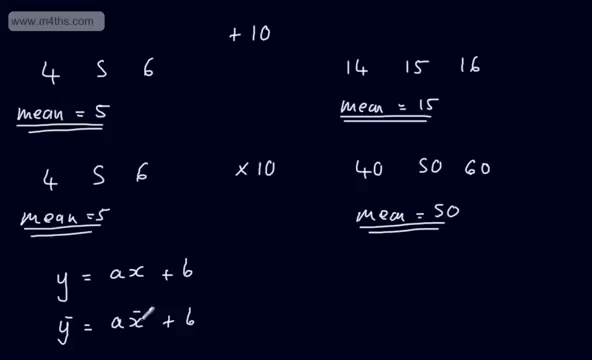 www.m4ths.com
+ 10
4 5 6 14 15 16
mean = 5 mean = 15
4 5 6 × 10 40 50 60
mean = 5 mean = 50
y = ax + b
ȳ = ax̄ + b